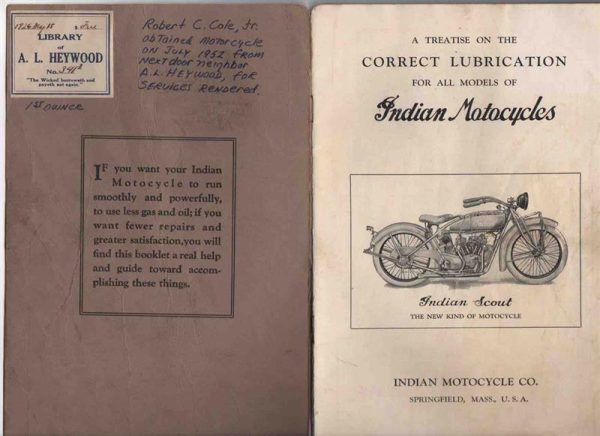 LIBRARY
of
A. L. HEYWOOD
No.
"The Wicked borroweth and
payeth not again."
1st OWNER
Robert C. Cole, Jr.
OBTAINED MOTORCYCLE
ON JULY 1952 FROM
NEXT DOOR NEIGHBOR
A.L. HEYWOOD, FOR
SERVICES RENDERED.
IF you want your Indian
Motocycle to run
smoothly and powerfully,
to use less gas and oil; if you
want fewer repairs and
greater satisfaction, you will
find this booklet a real help
and guide toward accom-
plishing these things.
A TREATISE ON THE
CORRECT LUBRICATION
FOR ALL MODELS OF
Indian Motocycles
Indian Scout
THE NEW KIND OF MOTOCYCLE
INDIAN MOTOCYCLE CO.
SPRINGFIELD, MASS., U. S. A.